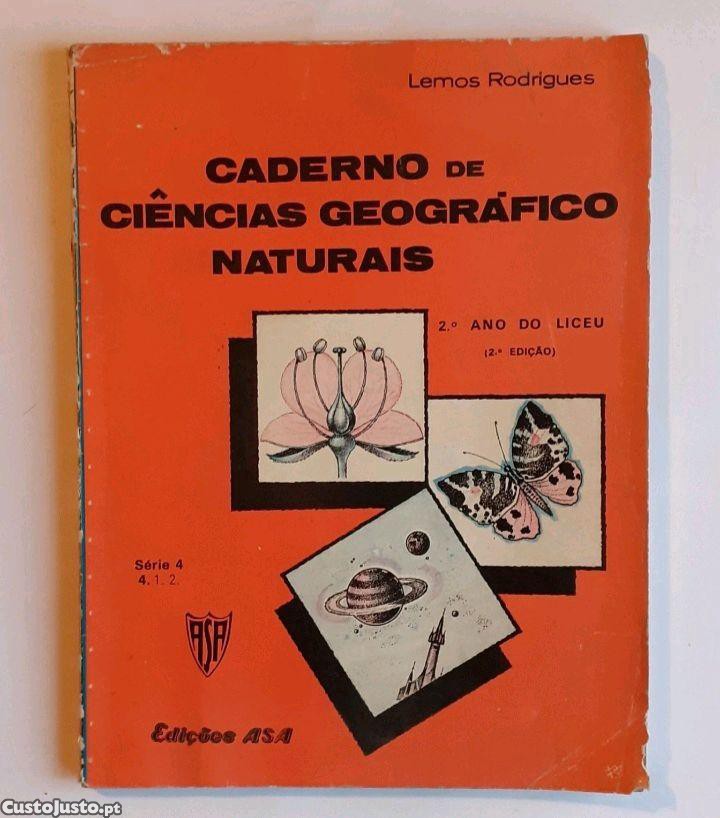 Lemos Rodrigues
CADERNO DE
CIÊNCIAS GEOGRÁFICO
NATURAIS
2.º ANO DO LICEU
(2.ª EDIÇÃO)
Série 4
4. 1. 2.
ASA
Edições ASA
CustoJusto.pt